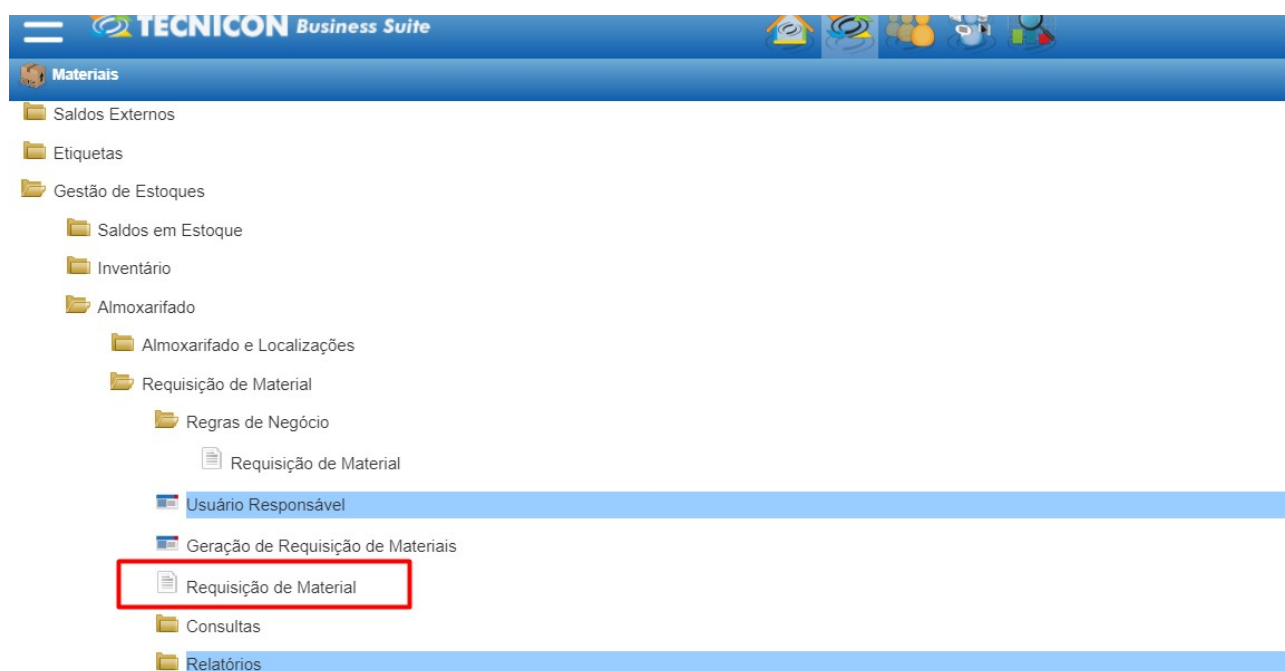 TECNICON Business Suite
Materiais
Saldos Externos
Etiquetas
Gestão de Estoques
Saldos em Estoque
Inventário
Almoxarifado
Almoxarifado e Localizações
Requisição de Material
Regras de Negócio
Requisição de Material
Usuário Responsável
Geração de Requisição de Materiais
Requisição de Material
Consultas
Relatórios